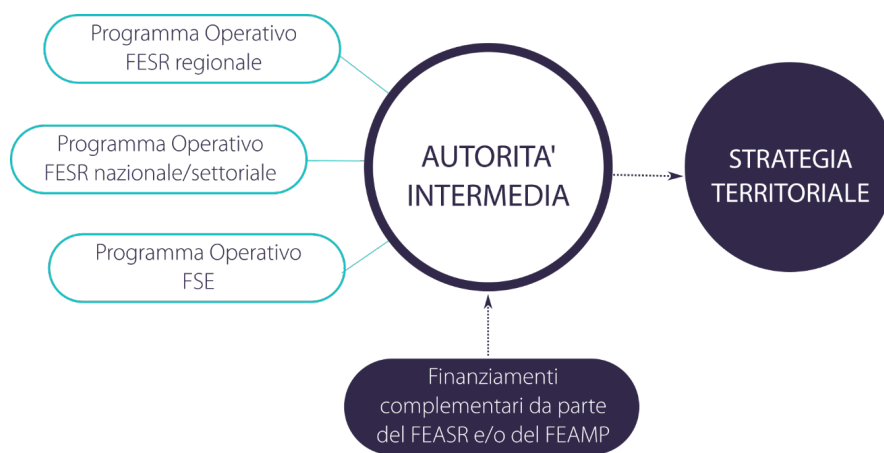 Programma Operativo
FESR regionale
Programma Operativo
FESR nazionale/settoriale
Programma Operativo
FSE
AUTORITA'
INTERMEDIA
STRATEGIA
TERRITORIALE
Finanziamenti
complementari da parte
del FEASR e/o del FEAMP